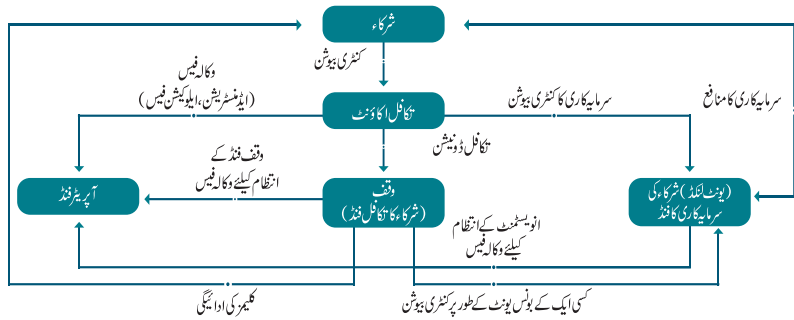 شرکاء
کنٹری بیوشن
وکالہ فیس
(ایڈمنسٹریشن، ایلوکیشن فیس)
تکافل اکاؤنٹ
سرمایہ کاری کا کنٹری بیوشن
سرمایہ کاری کا منافع
تکافل ڈونیشن
وقف فنڈ کے
انتظام کیلئے وکالہ فیس
آپریٹر فنڈ
وقف
(شرکاء کا تکافل فنڈ)
(یونٹ لنکڈ) شرکاء کی
سرمایہ کاری کا فنڈ
انویسٹمنٹ کے انتظام
کیلئے وکالہ فیس
کلیمز کی ادائیگی
کسی ایک کے بونس یونٹ کے طور پر کنٹری بیوشن